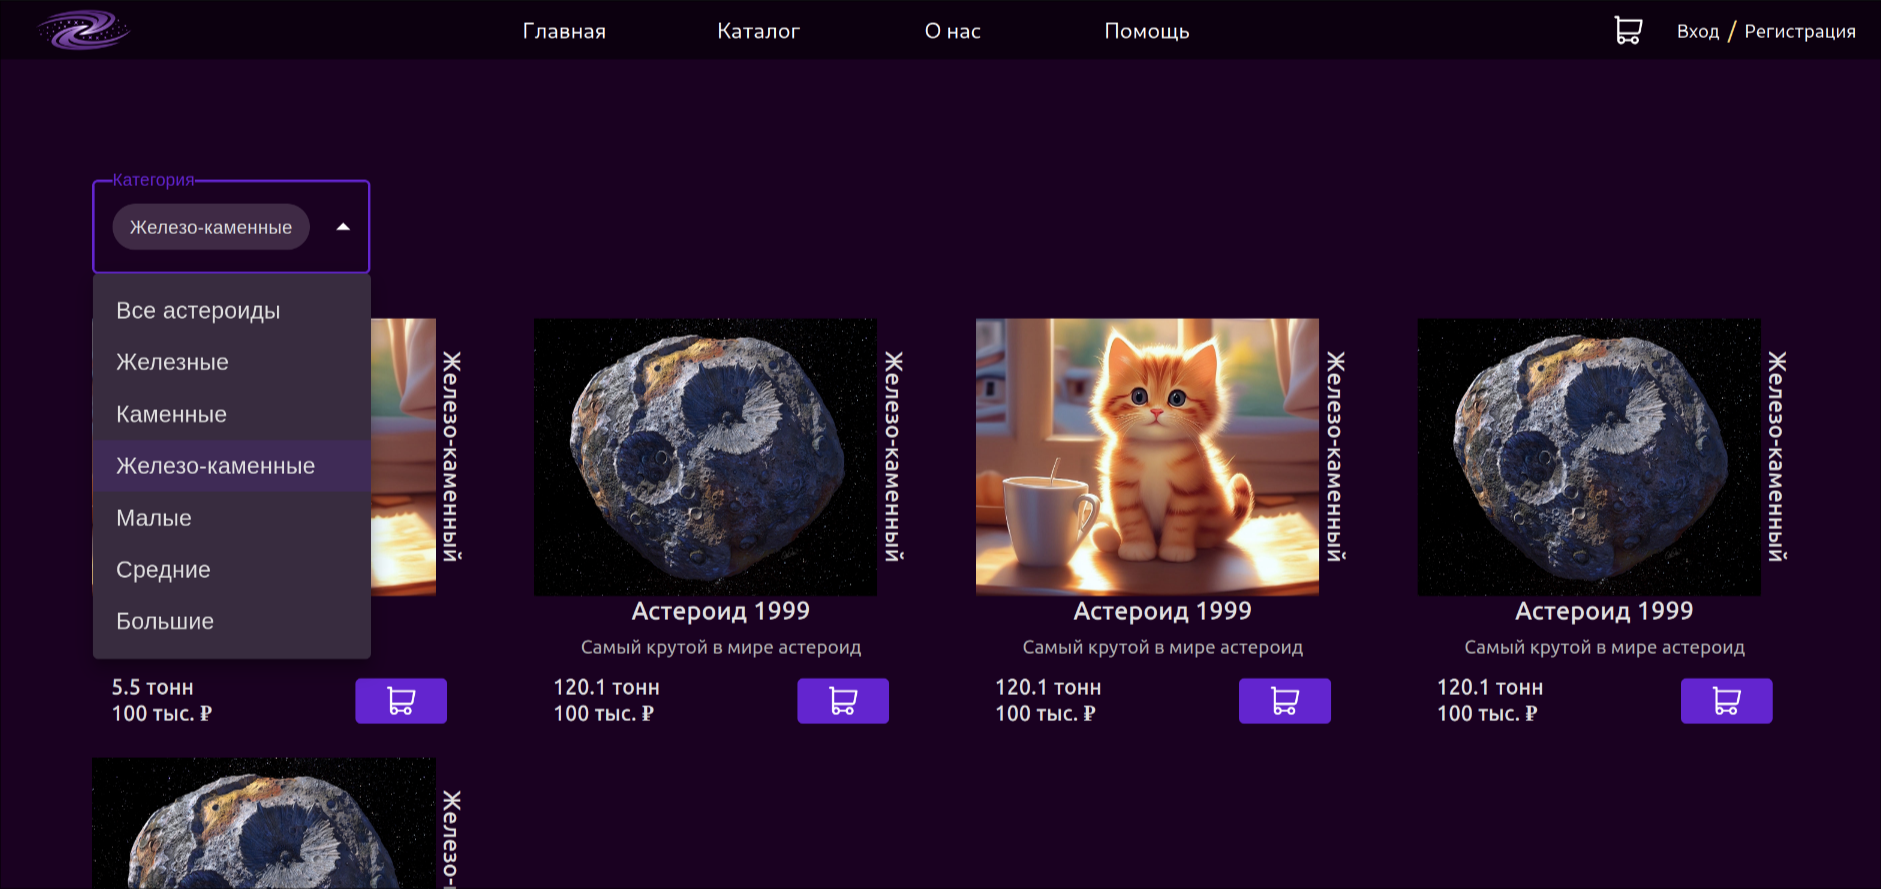 Главная
Каталог
О нас
Помощь
Вход / Регистрация
Категория
Железо-каменные
Все астероиды
Железные
Каменные
Железо-каменные
Малые
Средние
Большие
Железо-каменный
5.5 тонн
100 тыс. ₽
Железо-каменный
Астероид 1999
Самый крутой в мире астероид
120.1 тонн
100 тыс. ₽
Железо-каменный
Астероид 1999
Самый крутой в мире астероид
120.1 тонн
100 тыс. ₽
Железо-каменный
Астероид 1999
Самый крутой в мире астероид
120.1 тонн
100 тыс. ₽
Железо-